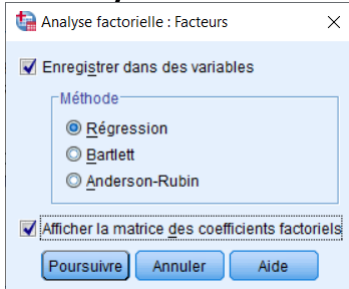 Analyse factorielle : Facteurs
Enregistrer dans des variables
Méthode
Régression
Bartlett
Anderson-Rubin
Afficher la matrice des coefficients factoriels
Poursuivre Annuler Aide